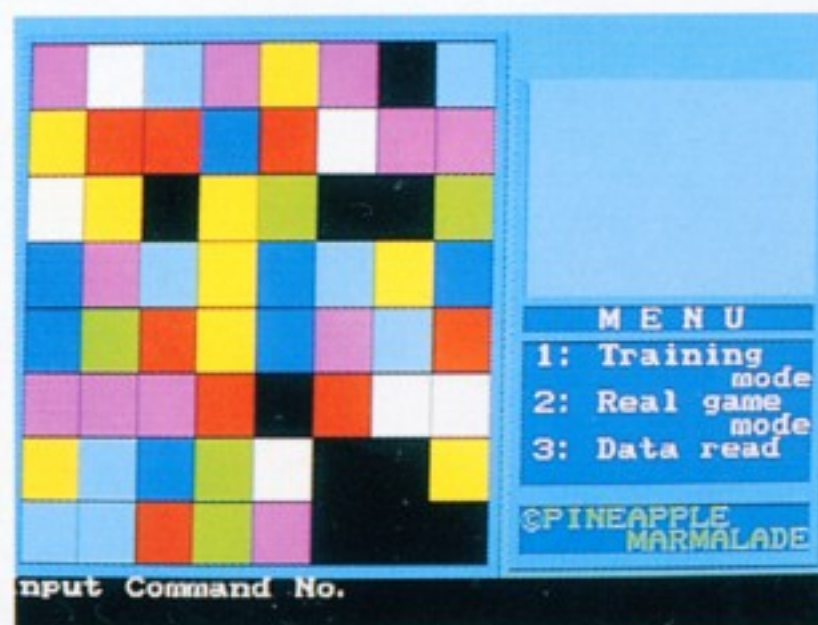 M E N U
1: Training
mode
2: Real game
mode
3: Data read
©PINEAPPLE
MARMALADE
nput Command No.